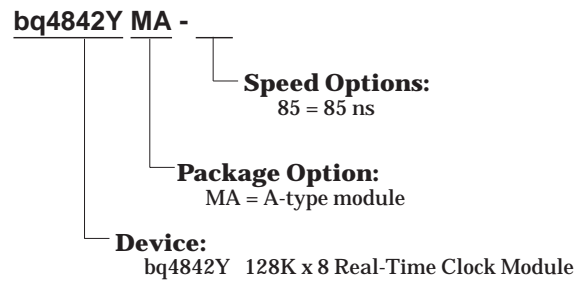 bq4842Y MA -
Speed Options:
85 = 85 ns
Package Option:
MA = A-type module
Device:
bq4842Y 128K x 8 Real-Time Clock Module